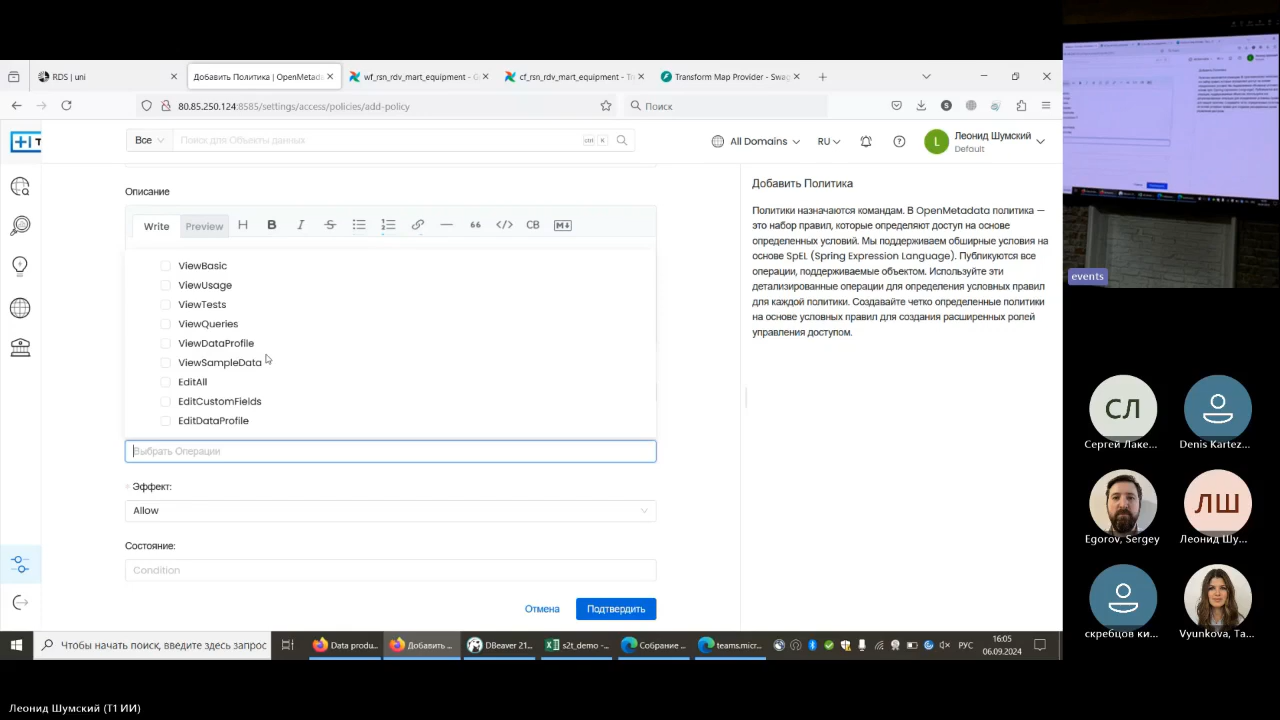 RDS | uni
Добавить Политика | OpenMetada
wf_rsn_rdv_mart_equipment - G
cf_rsn_rdv_mart_equipment - Tr
Transform Map Provider - Swag
80.85.250.124:8585/settings/access/policies/add-policy
Поиск
Все
Поиск для Объекты данных
ctrl K
All Domains
RU
L
Леонид Шумский
Default
Описание
Write
Preview
H
B
I
CB
ViewBasic
ViewUsage
ViewTests
ViewQueries
ViewDataProfile
ViewSampleData
EditAll
EditCustomFields
EditDataProfile
Выбрать Операции
* Эффект:
Allow
Состояние:
Condition
Отмена
Подтвердить
Добавить Политика
Политики назначаются командам. В OpenMetadata политика —
это набор правил, которые определяют доступ на основе
определенных условий. Мы поддерживаем обширные условия на
основе SpEL (Spring Expression Language). Публикуются все
операции, поддерживаемые объектом. Используйте эти
детализированные операции для определения условных правил
для каждой политики. Создавайте четко определенные политики
на основе условных правил для создания расширенных ролей
управления доступом.
Чтобы начать поиск, введите здесь запрос
Data produ...
Добавить ...
DBeaver 21...
s2t_demo -...
Собрание ...
teams.micr...
РУС
16:05
06.09.2024
events
СЛ
Сергей Лаке...
Denis Kartez...
Egorov, Sergey
ЛШ
Леонид Шу...
скребцов ки...
Vyunkova, Ta...
Леонид Шумский (Т1 ИИ)